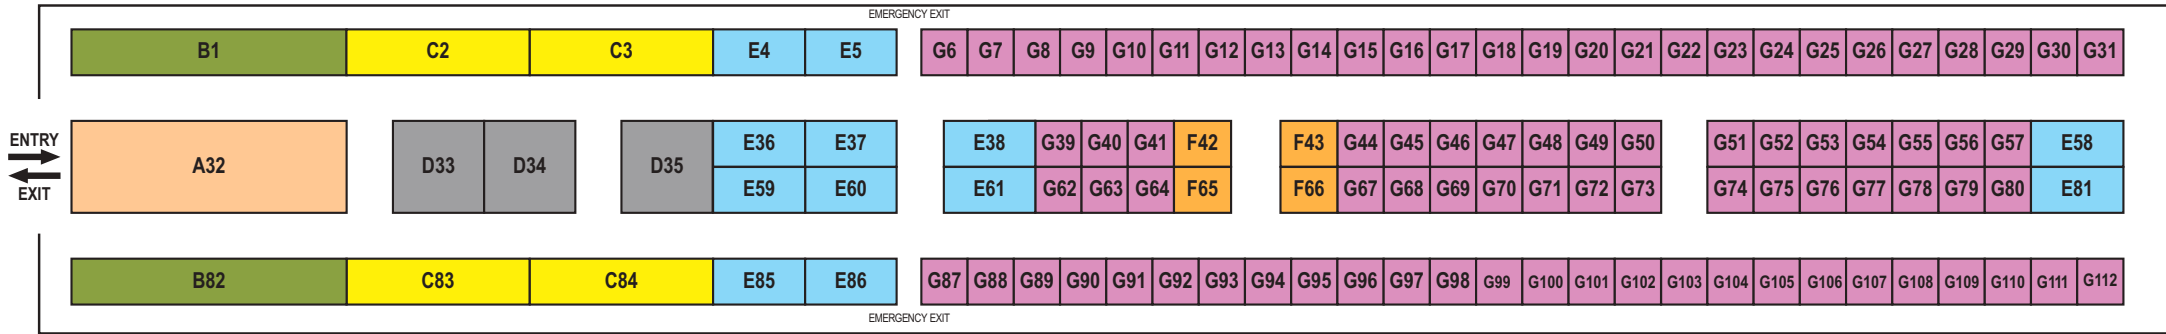 EMERGENCY EXIT
B1 C2 C3 E4 E5 G6 G7 G8 G9 G10 G11 G12 G13 G14 G15 G16 G17 G18 G19 G20 G21 G22 G23 G24 G25 G26 G27 G28 G29 G30 G31
ENTRY
EXIT
A32 D33 D34 D35
E36 E37 E38 G39 G40 G41 F42 F43 G44 G45 G46 G47 G48 G49 G50 G51 G52 G53 G54 G55 G56 G57 E58
E59 E60 E61 G62 G63 G64 F65 F66 G67 G68 G69 G70 G71 G72 G73 G74 G75 G76 G77 G78 G79 G80 E81
B82 C83 C84 E85 E86 G87 G88 G89 G90 G91 G92 G93 G94 G95 G96 G97 G98 G99 G100 G101 G102 G103 G104 G105 G106 G107 G108 G109 G110 G111 G112
EMERGENCY EXIT